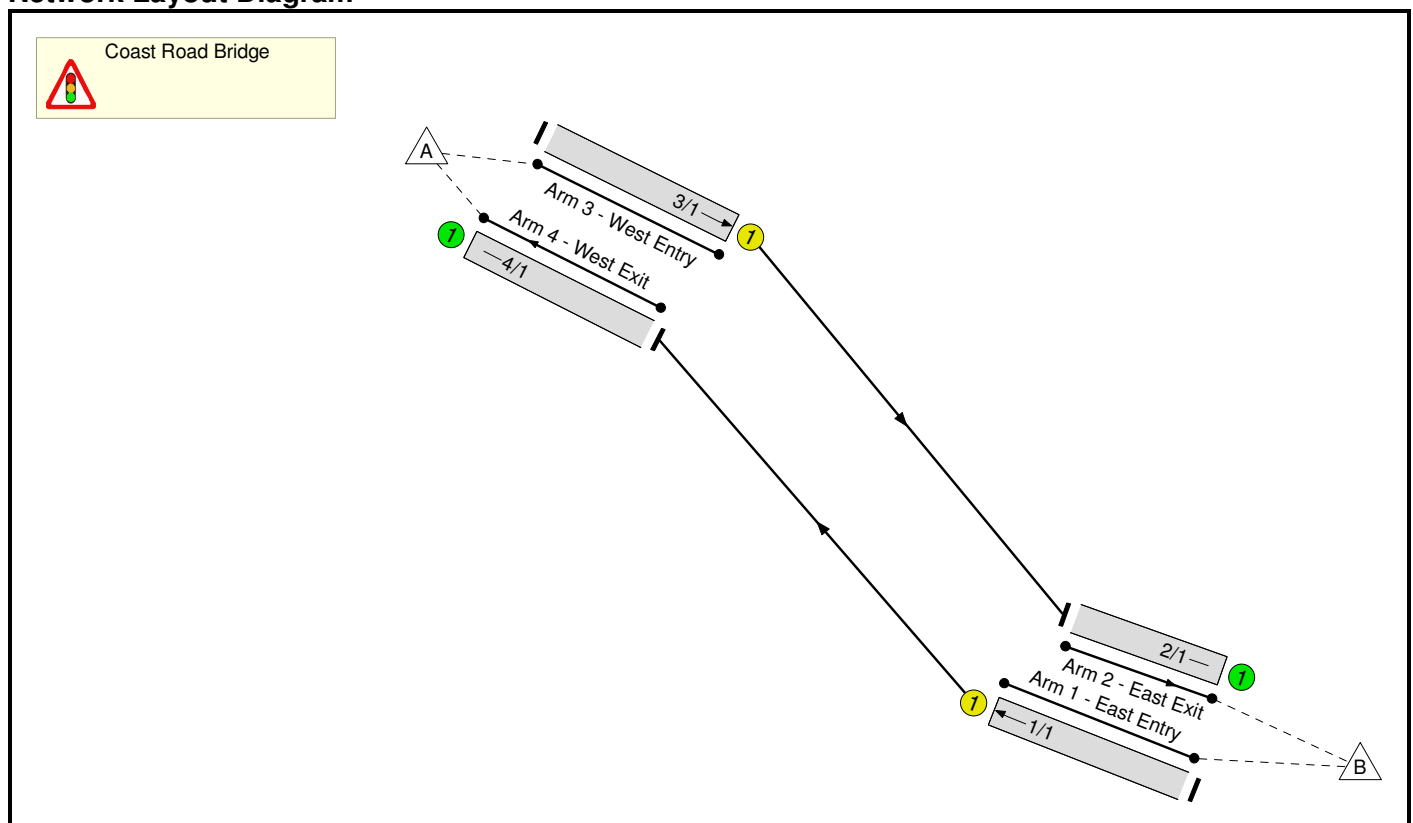 Network Layout Diagram
Coast Road Bridge
A
3/1
1
Arm 3 - West Entry
Arm 4 - West Exit
1
4/1
2/1
1
Arm 2 - East Exit
Arm 1 - East Entry
1
1/1
B